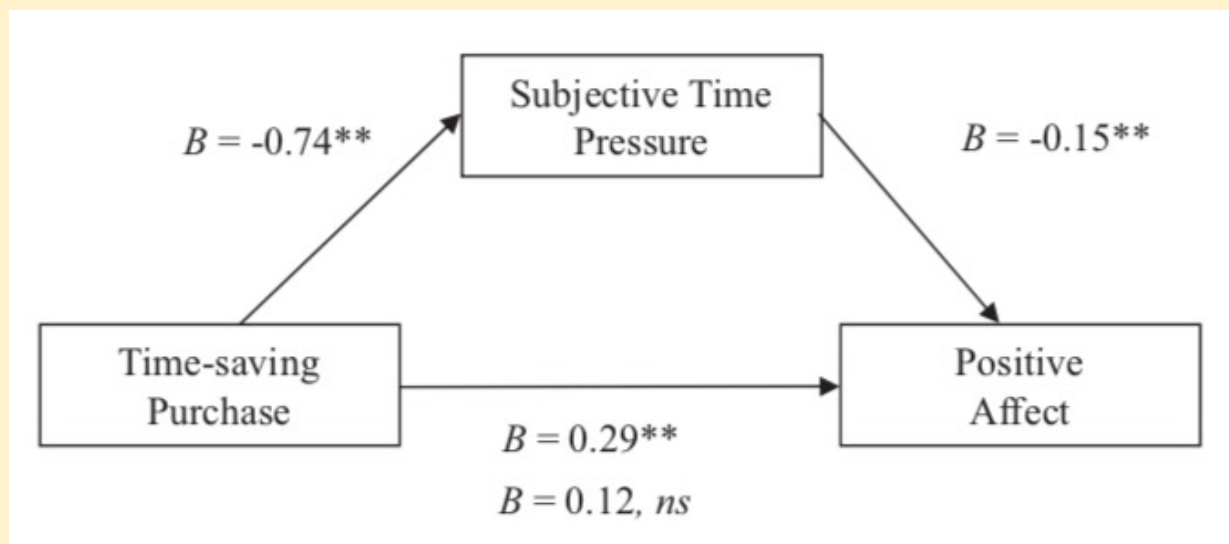 Subjective Time
Pressure
B = -0.74**
B = -0.15**
Time-saving
Purchase
Positive
Affect
B = 0.29**
B = 0.12, ns